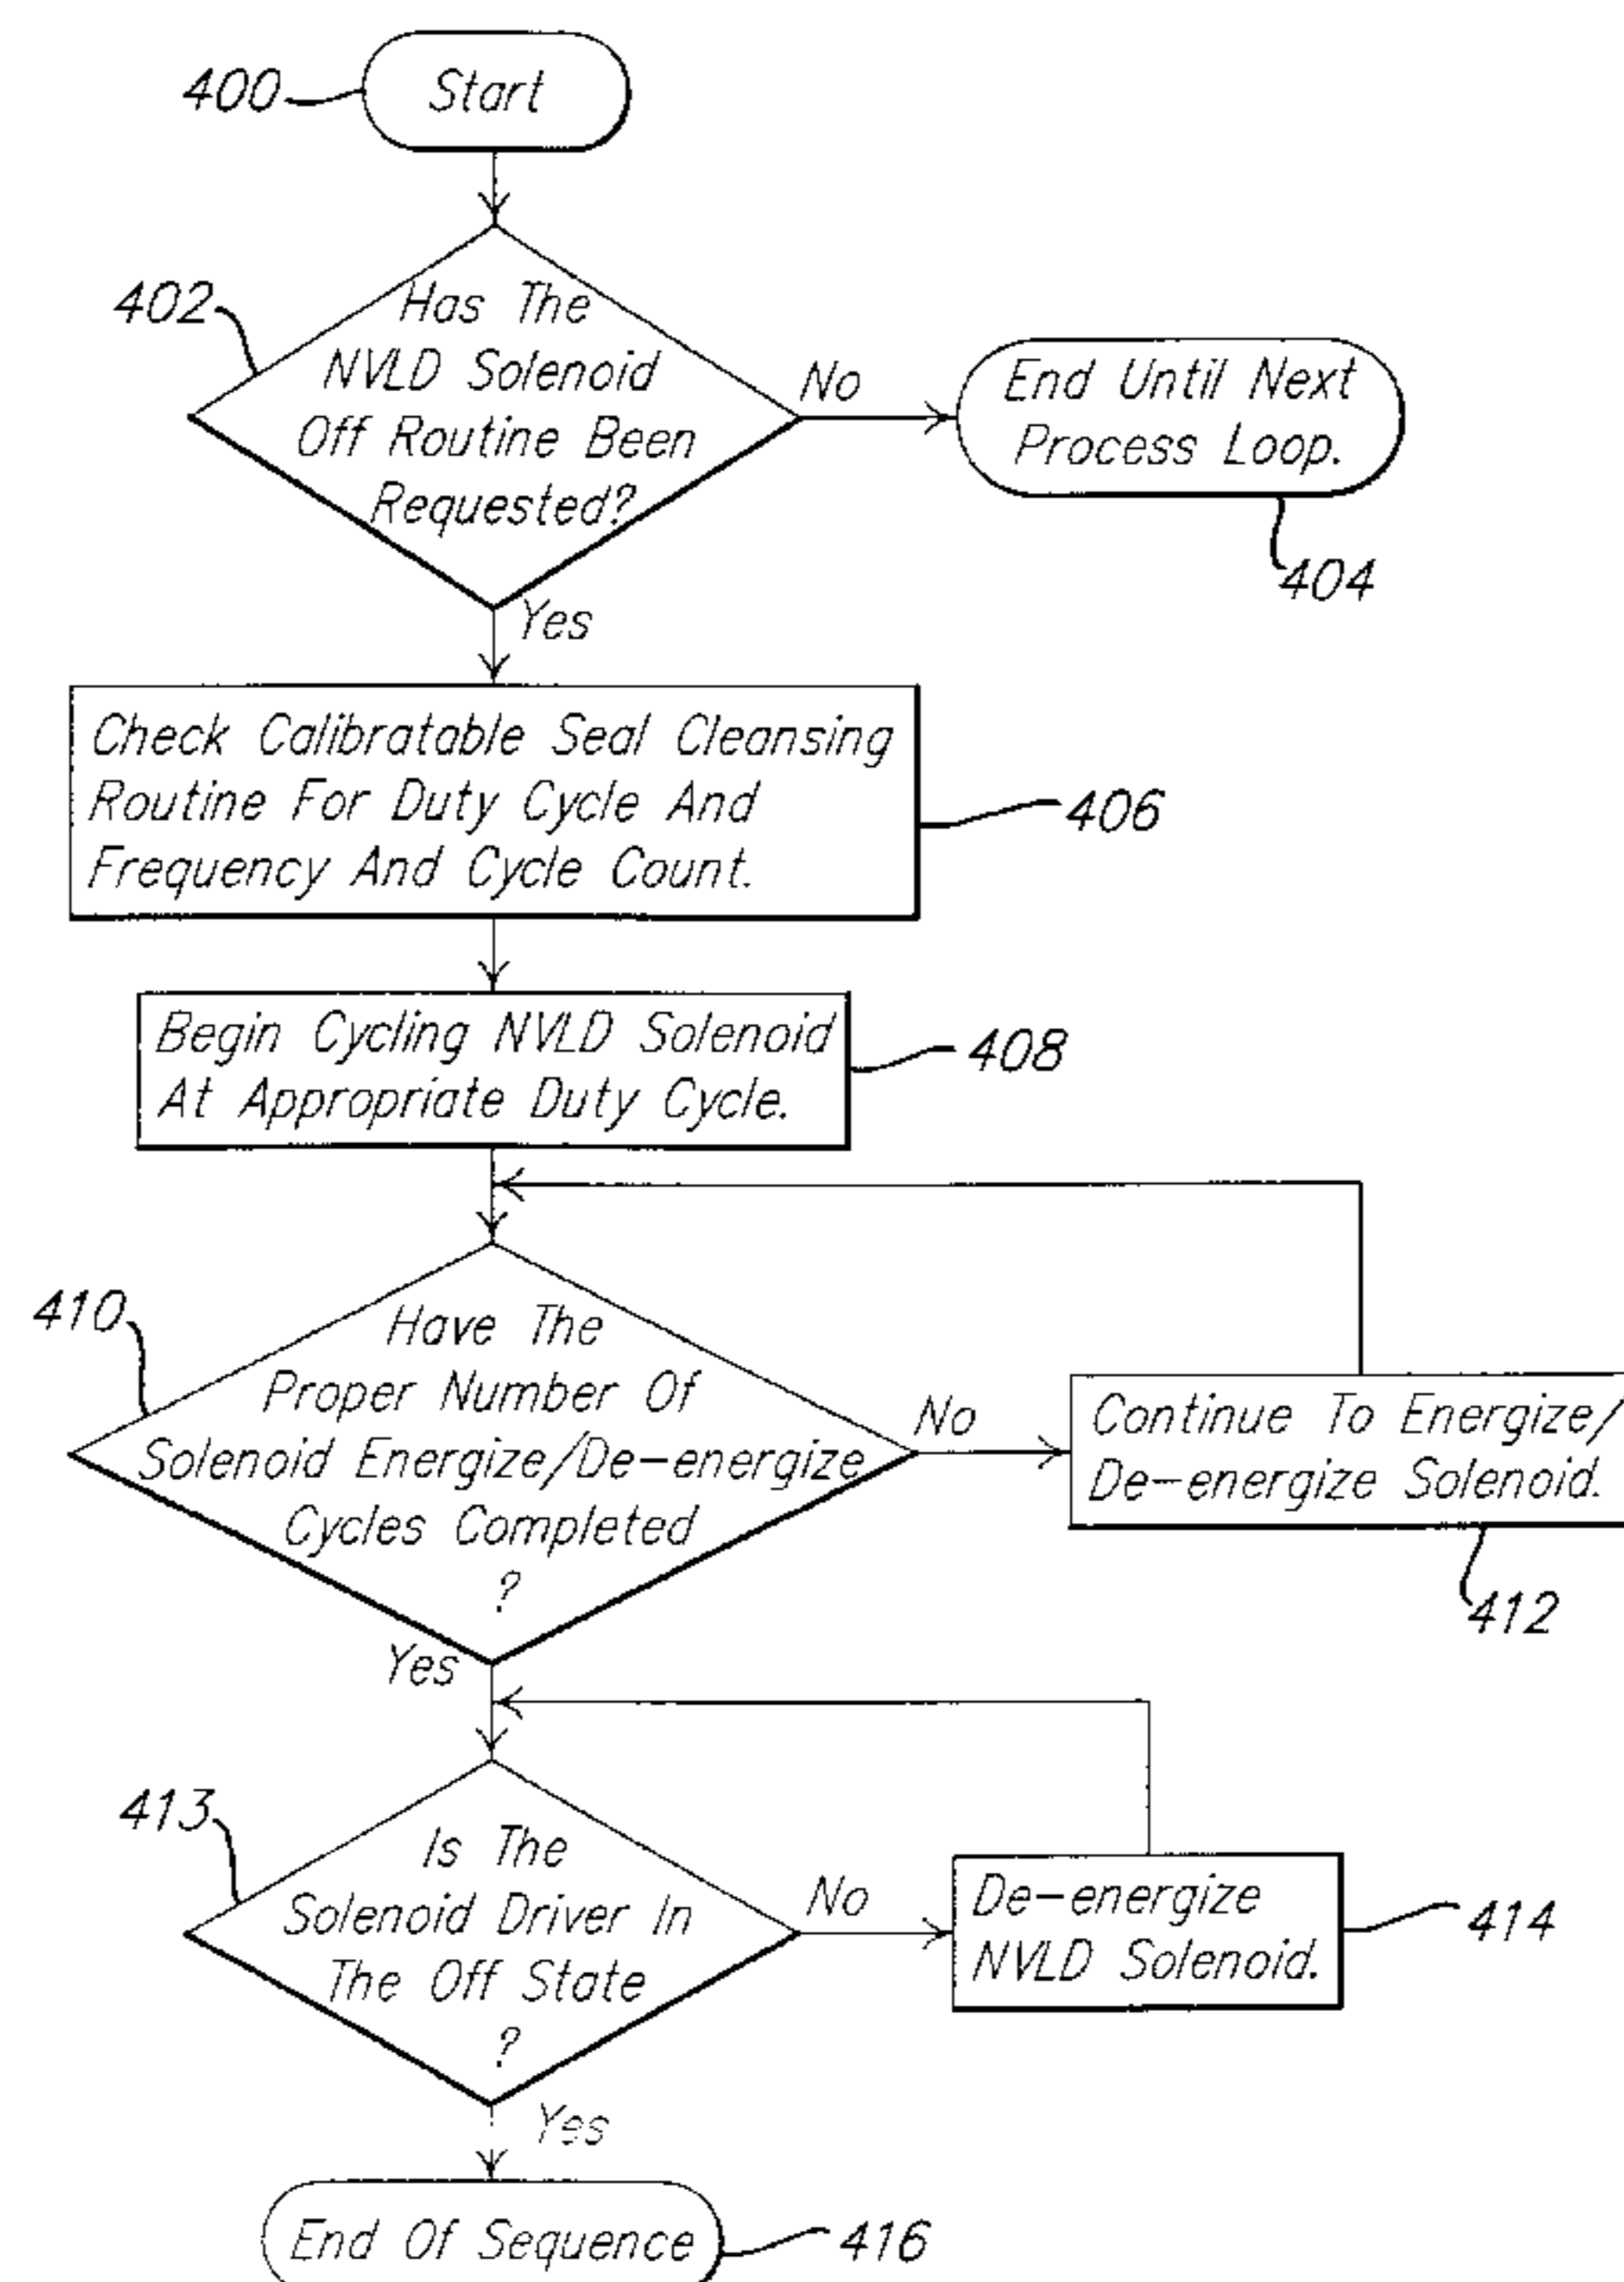 400
Start
402
Has The
NVLD Solenoid
Off Routine Been
Requested?
No
End Until Next
Process Loop.
404
Yes
Check Calibratable Seal Cleansing
Routine For Duty Cycle And
Frequency And Cycle Count.
406
Begin Cycling NVLD Solenoid
At Appropriate Duty Cycle.
408
410
Have The
Proper Number Of
Solenoid Energize/De-energize
Cycles Completed
?
No
Continue To Energize/
De-energize Solenoid.
412
Yes
413
Is The
Solenoid Driver In
The Off State
?
No
De-energize
NVLD Solenoid.
414
Yes
End Of Sequence
416